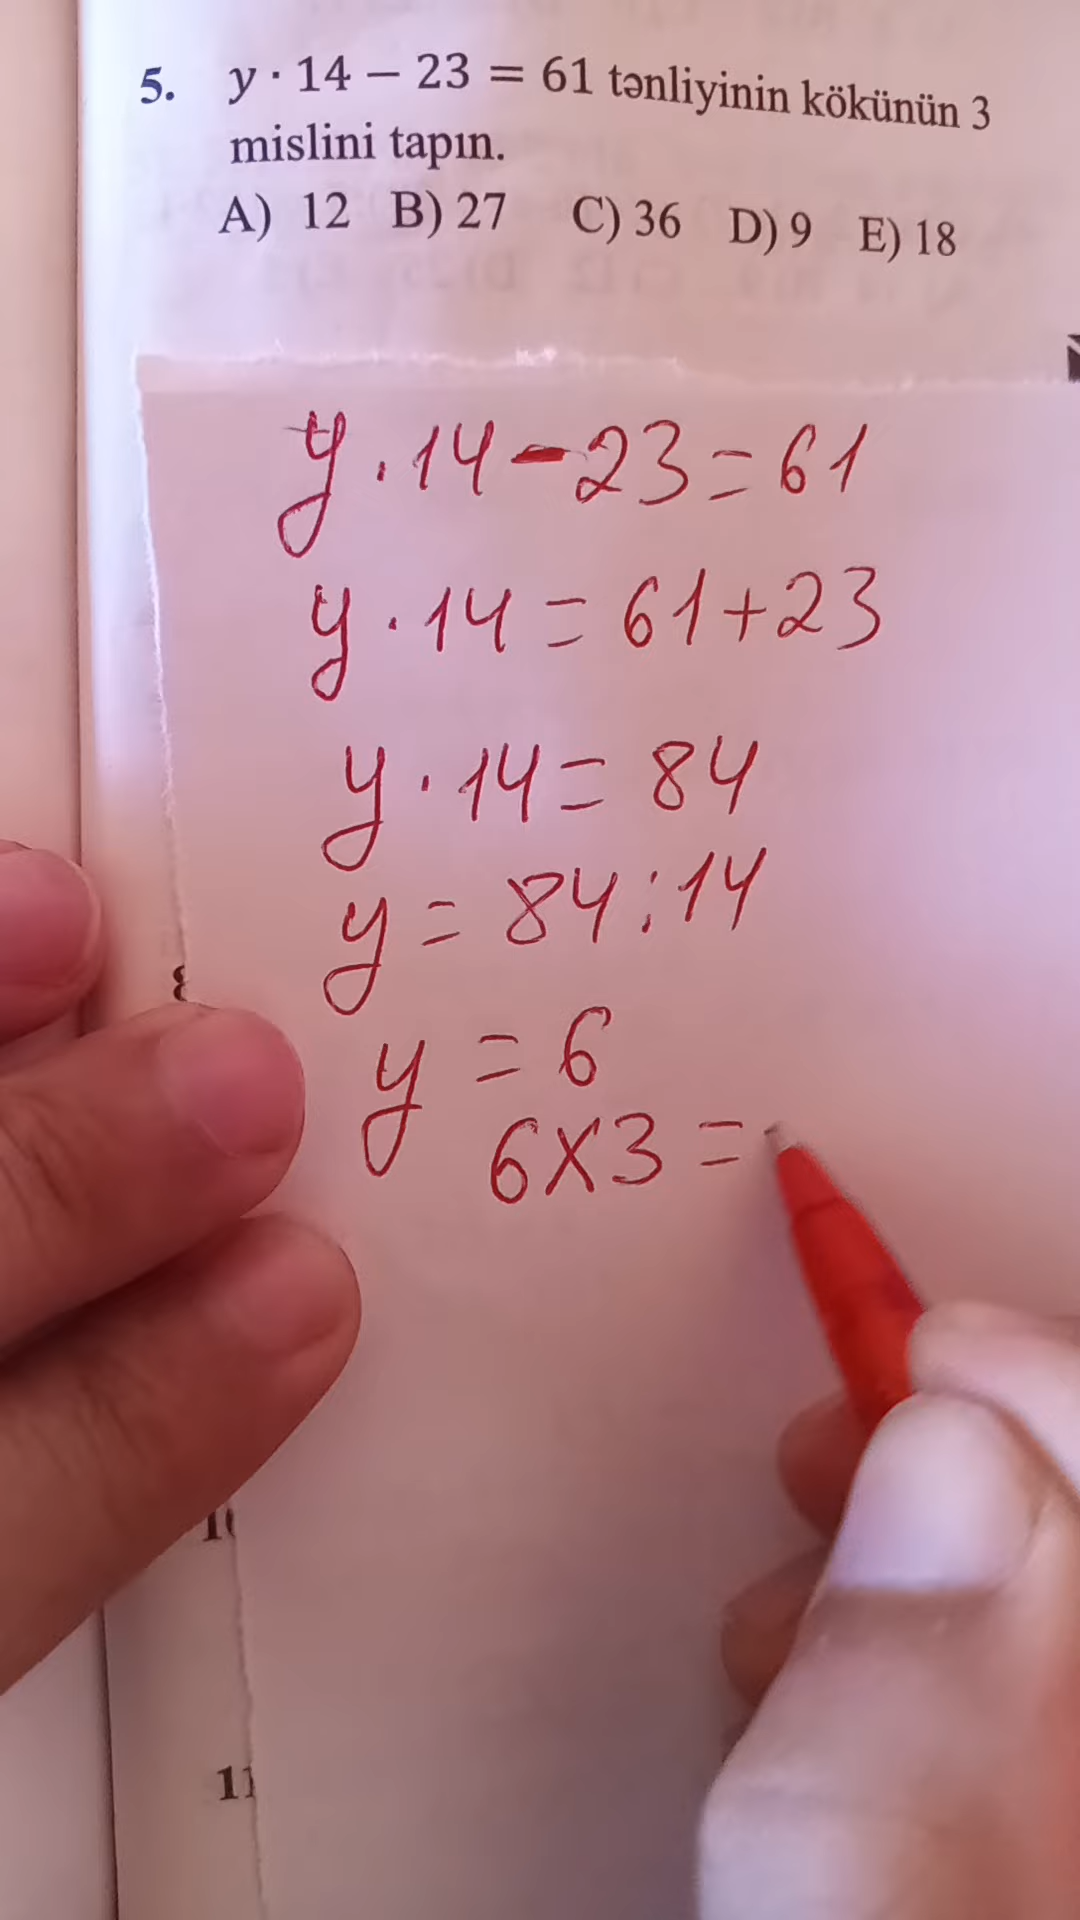 5. y · 14 − 23 = 61 tənliyinin kökünün 3
mislini tapın.
A) 12 B) 27 C) 36 D) 9 E) 18
y · 14 - 23 = 61
y · 14 = 61 + 23
y · 14 = 84
y = 84 : 14
y = 6
6 x 3 =